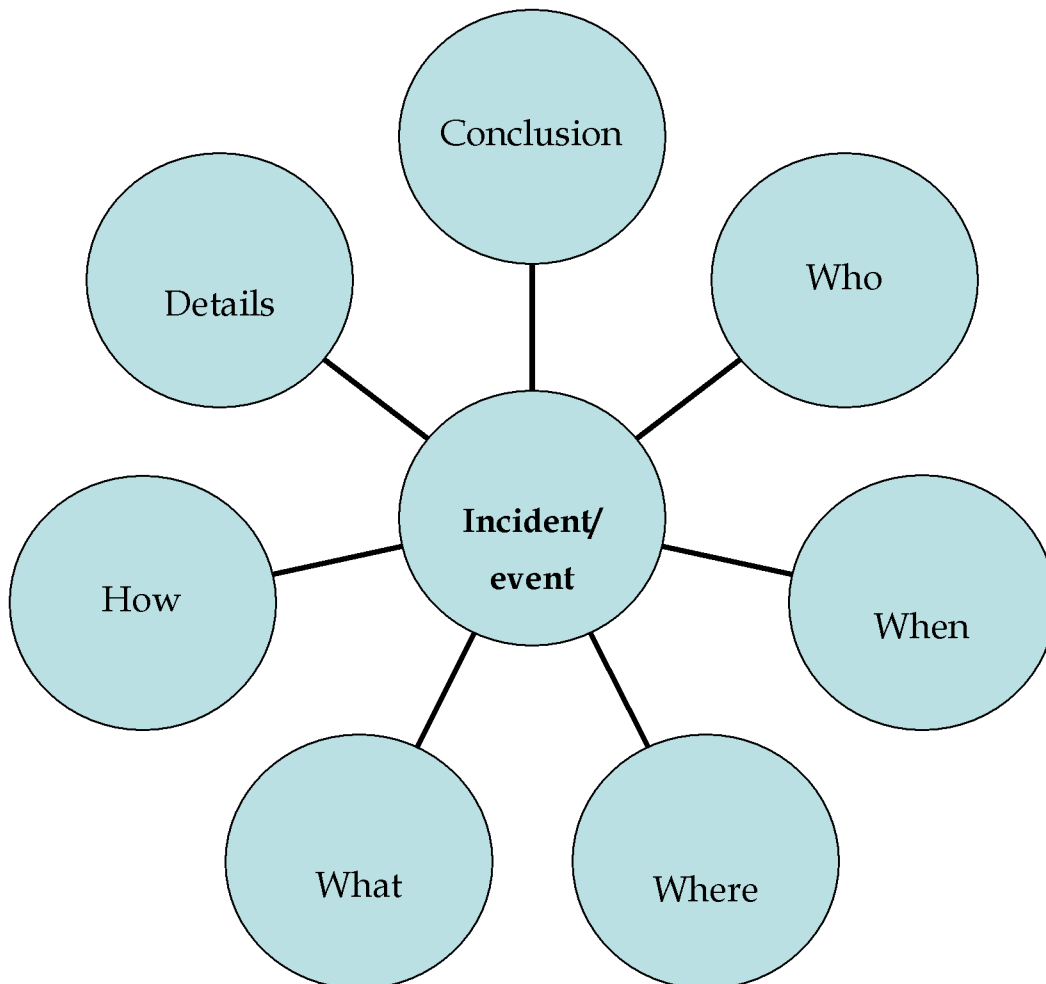 Conclusion
Who
Details
Incident/
event
How
When
What
Where